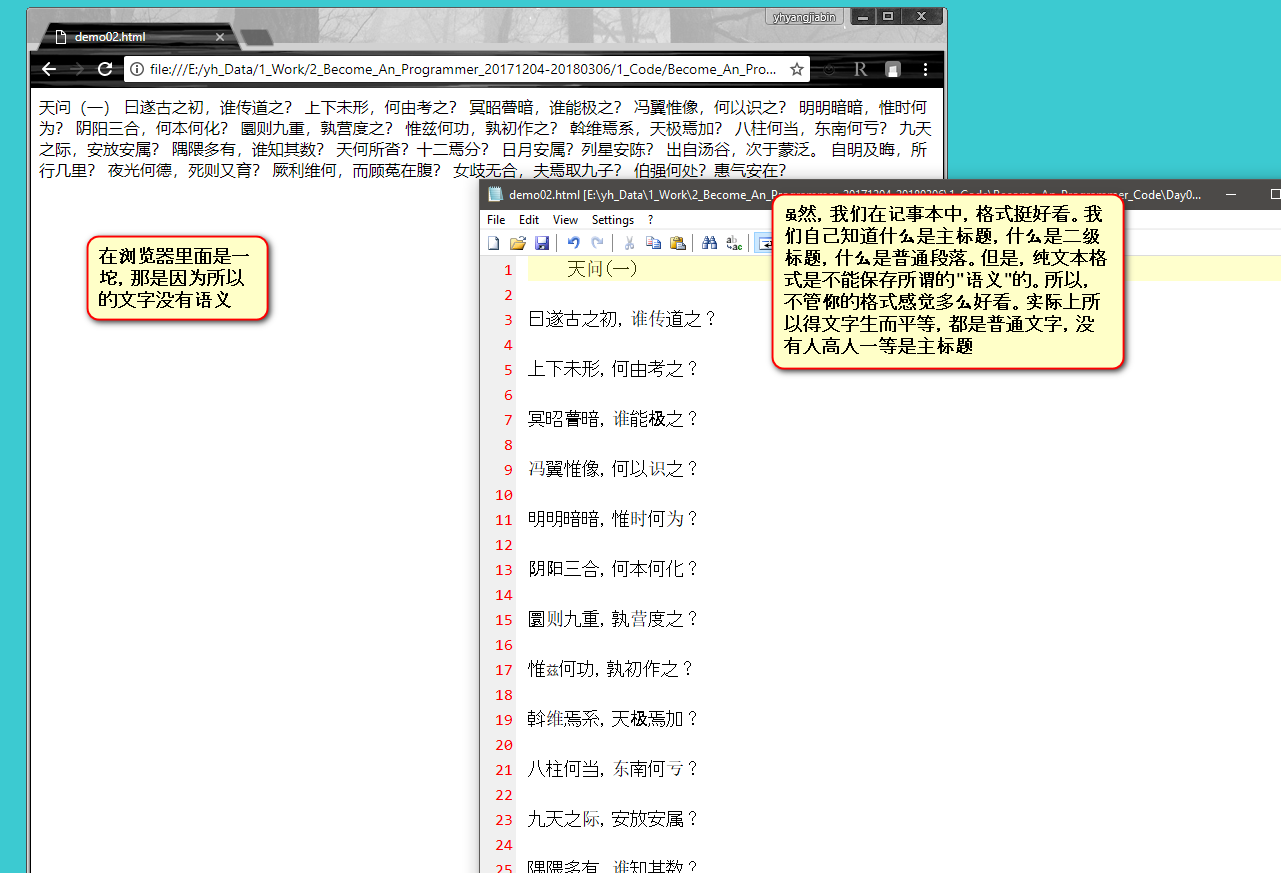 yhyangjiabin
demo02.html
file:///E:/yh_Data/1_Work/2_Become_An_Programmer_20171204-20180306/1_Code/Become_An_Pro...
R
天问（一） 曰遂古之初，谁传道之？ 上下未形，何由考之？ 冥昭瞢暗，谁能极之？ 冯翼惟像，何以识之？ 明明暗暗，惟时何
为？ 阴阳三合，何本何化？ 圜则九重，孰营度之？ 惟兹何功，孰初作之？ 斡维焉系，天极焉加？ 八柱何当，东南何亏？ 九天
之际，安放安属？ 隅隈多有，谁知其数？ 天何所沓？十二焉分？ 日月安属？列星安陈？ 出自汤谷，次于蒙汜。 自明及晦，所
行几里？ 夜光何德，死则又育？ 厥利维何，而顾菟在腹？ 女歧无合，夫焉取九子？ 伯强何处？惠气安在？
在浏览器里面是一
坨，那是因为所以
的文字没有语义
demo02.html [E:\yh_Data\1_Work\2_Become_An_Programmer_20171204-20180306\1_Code\Become_An_Programmer_Code\Day0...
File Edit View Settings ?
虽然，我们在记事本中，格式挺好看。我
们自己知道什么是主标题，什么是二级
标题，什么是普通段落。但是，纯文本格
式是不能保存所谓的"语义"的。所以，
不管你的格式感觉多么好看。实际上所
以得文字生而平等，都是普通文字，没
有人高人一等是主标题
1 天问(一)
2
3 曰遂古之初，谁传道之？
4
5 上下未形，何由考之？
6
7 冥昭瞢暗，谁能极之？
8
9 冯翼惟像，何以识之？
10
11 明明暗暗，惟时何为？
12
13 阴阳三合，何本何化？
14
15 圜则九重，孰营度之？
16
17 惟兹何功，孰初作之？
18
19 斡维焉系，天极焉加？
20
21 八柱何当，东南何亏？
22
23 九天之际，安放安属？
24
25 隅隈多有，谁知其数？